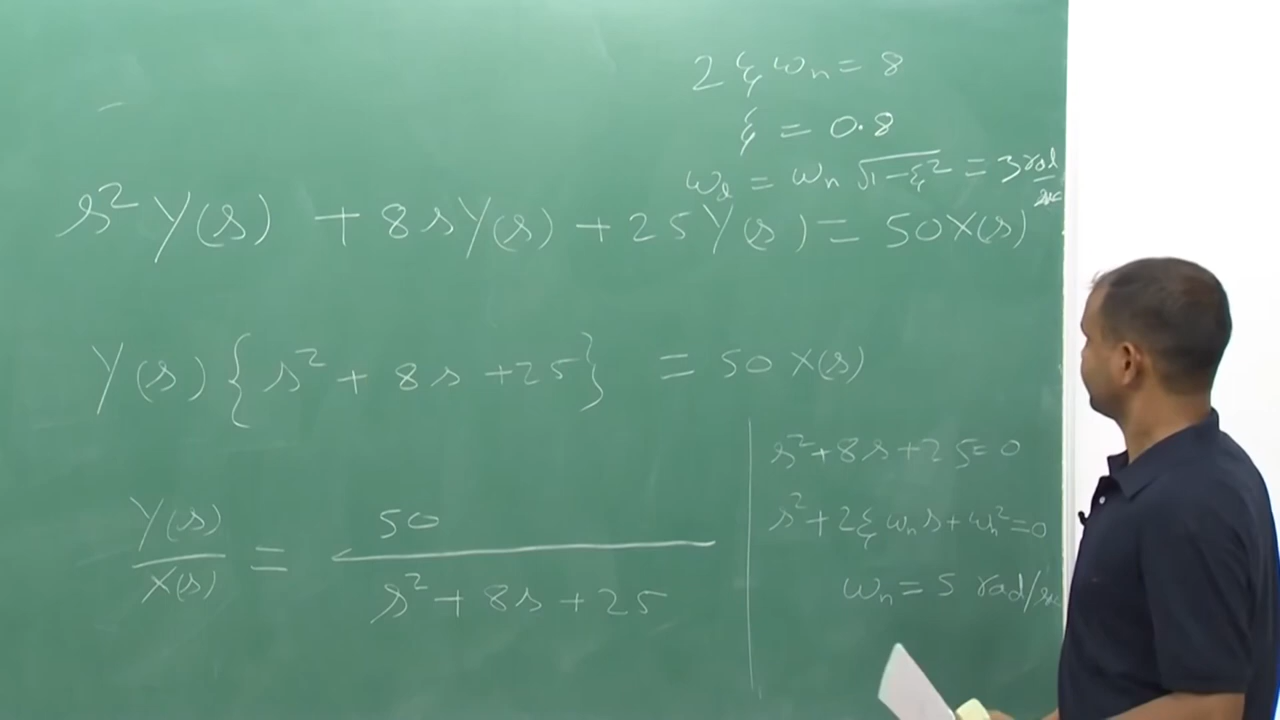 2ξωn = 8
ξ = 0.8
ωd = ωn √1-ξ² = 3 rad/sec
s²Y(s) + 8sY(s) + 25Y(s) = 50X(s)
Y(s){s² + 8s + 25} = 50X(s)
s²+8s+25=0
s²+2ξωns+ωn²=0
ωn = 5 rad/sec
Y(s)/X(s) = 50/s²+8s+25